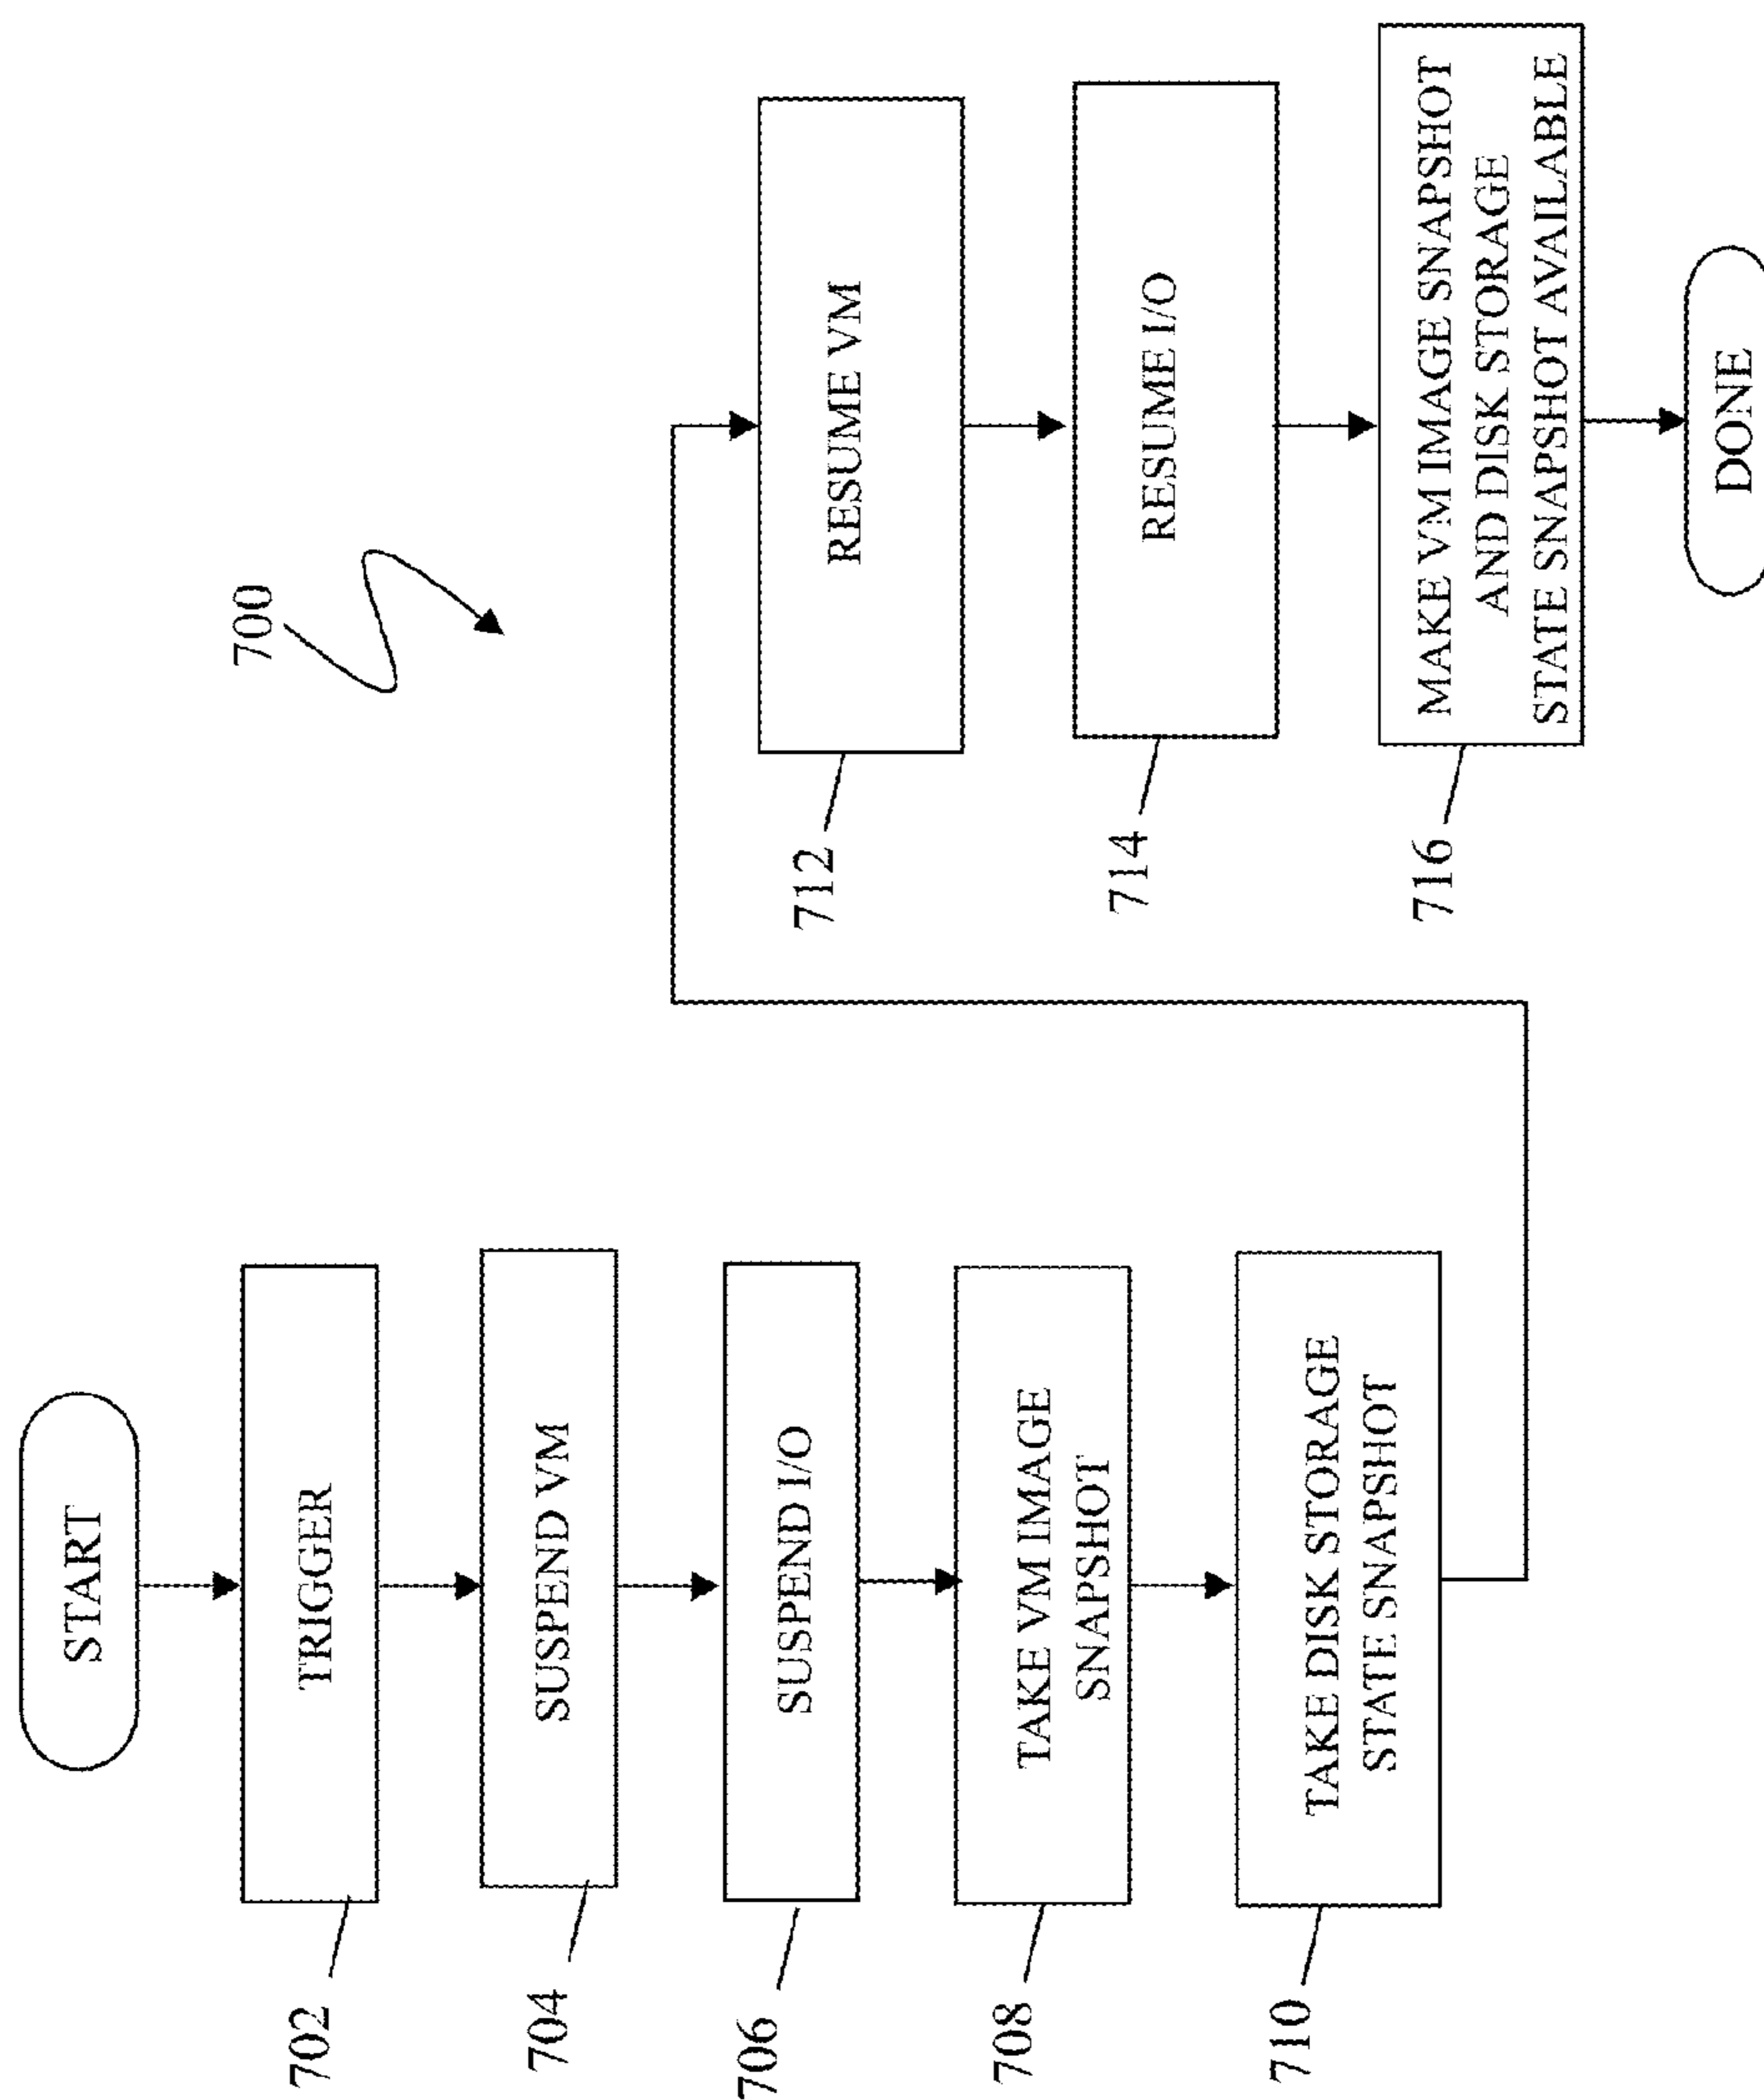 700
START
702
TRIGGER
704
SUSPEND VM
706
SUSPEND I/O
708
TAKE VM IMAGE
SNAPSHOT
710
TAKE DISK STORAGE
STATE SNAPSHOT
712
RESUME VM
714
RESUME I/O
716
MAKE VM IMAGE SNAPSHOT
AND DISK STORAGE
STATE SNAPSHOT AVAILABLE
DONE